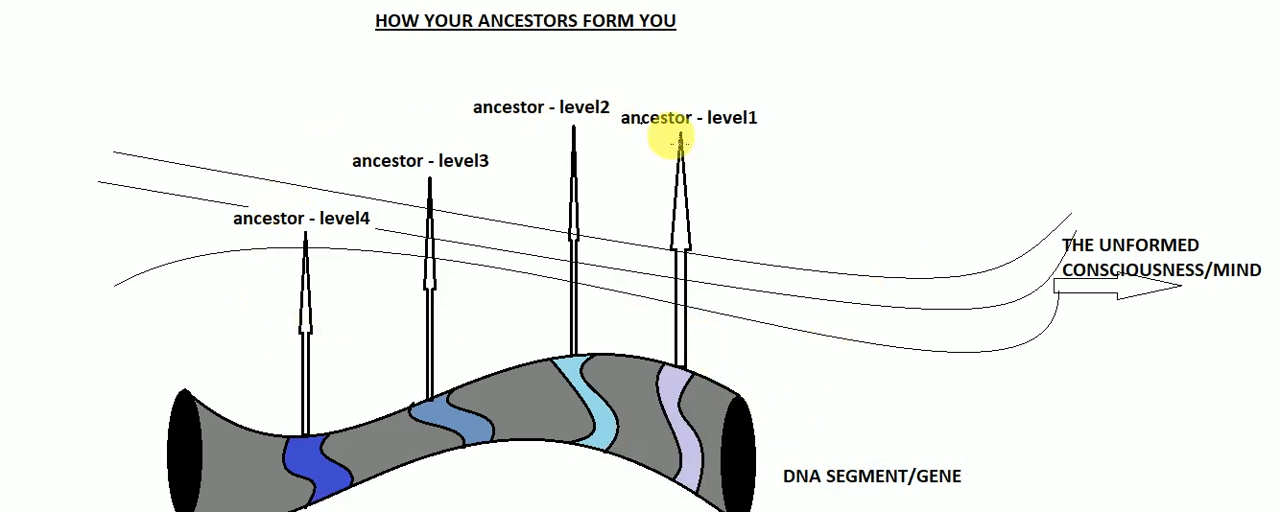 HOW YOUR ANCESTORS FORM YOU
ancestor - level2
ancestor - level1
ancestor - level3
ancestor - level4
THE UNFORMED
CONSCIOUSNESS/MIND
DNA SEGMENT/GENE